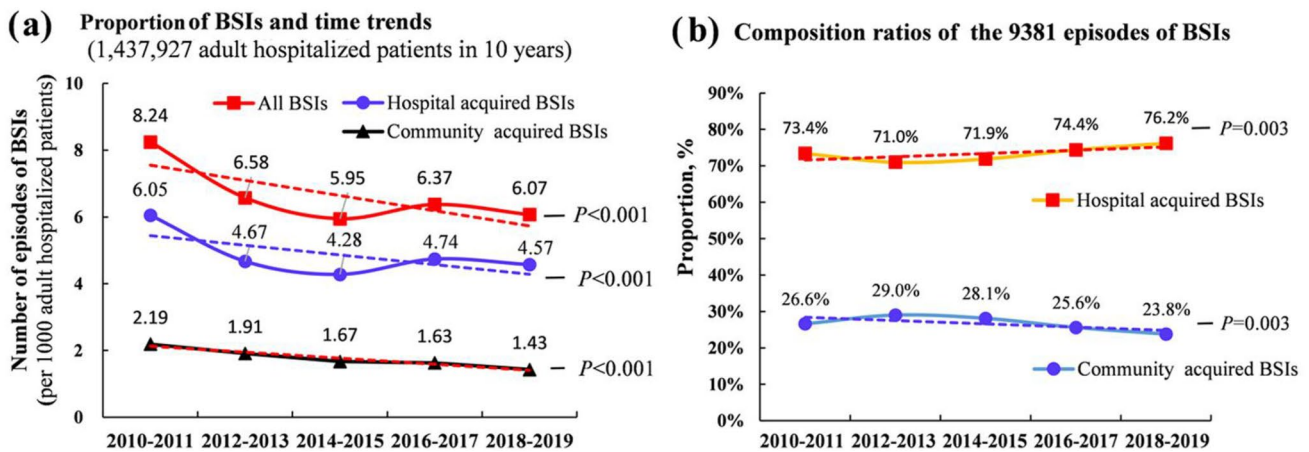 (a) Proportion of BSIs and time trends
(1,437,927 adult hospitalized patients in 10 years)
Number of episodes of BSIs
(per 1000 adult hospitalized patients)
10
8
6
4
2
0
All BSIs
Hospital acquired BSIs
Community acquired BSIs
8.24
6.58
5.95
6.37
6.07
P<0.001
6.05
4.67
4.28
4.74
4.57
P<0.001
2.19
1.91
1.67
1.63
1.43
P<0.001
2010-2011 2012-2013 2014-2015 2016-2017 2018-2019
(b) Composition ratios of the 9381 episodes of BSIs
Proportion, %
90%
80%
70%
60%
50%
40%
30%
20%
10%
0%
73.4%
71.0%
71.9%
74.4%
76.2%
P=0.003
Hospital acquired BSIs
26.6%
29.0%
28.1%
25.6%
23.8%
P=0.003
Community acquired BSIs
2010-2011 2012-2013 2014-2015 2016-2017 2018-2019